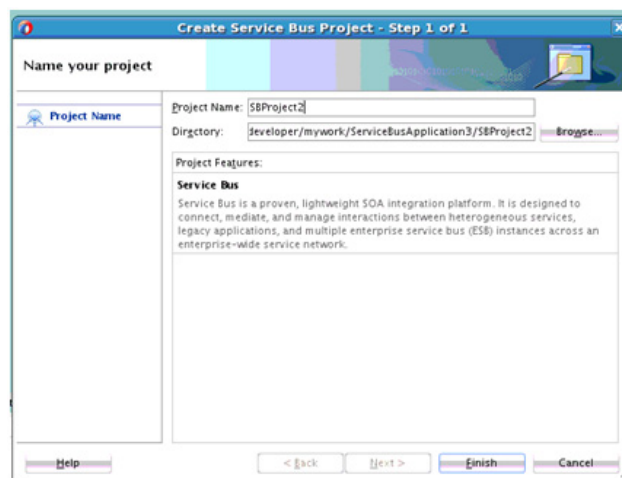 Create Service Bus Project - Step 1 of 1
Name your project
Project Name
Project Name: SBProject2
Directory: developer/mywork/ServiceBusApplication3/SBProject2 Browse...
Project Features:
Service Bus
Service Bus is a proven, lightweight SOA integration platform. It is designed to
connect, mediate, and manage interactions between heterogeneous services,
legacy applications, and multiple enterprise service bus (ESB) instances across an
enterprise-wide service network.
Help < Back Next > Finish Cancel